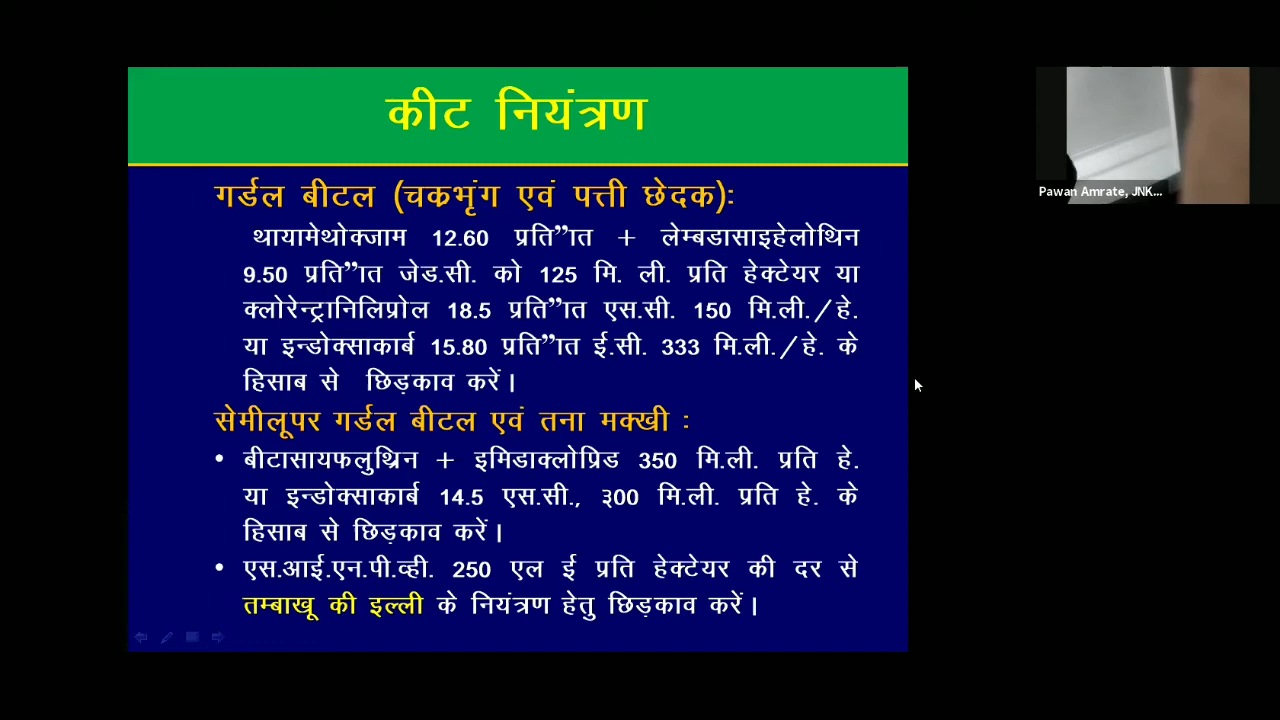 कीट नियंत्रण
गर्डल बीटल (चक्रभृंग एवं पत्ती छेदक):
थायामेथोक्जाम 12.60 प्रति”ात + लेम्बडासाइहेलोथिन
9.50 प्रति”ात जेड.सी. को 125 मि. ली. प्रति हेक्टेयर या
क्लोरेन्ट्रानिलिप्रोल 18.5 प्रति”ात एस.सी. 150 मि.ली./हे.
या इन्डोक्साकार्ब 15.80 प्रति”ात ई.सी. 333 मि.ली./हे. के
हिसाब से छिड़काव करें।
सेमीलूपर गर्डल बीटल एवं तना मक्खी :
• बीटासायफलुथ्रिन + इमिडाक्लोप्रिड 350 मि.ली. प्रति हे.
या इन्डोक्साकार्ब 14.5 एस.सी., ३00 मि.ली. प्रति हे. के
हिसाब से छिड़काव करें।
• एस.आई.एन.पी.व्ही. 250 एल ई प्रति हेक्टेयर की दर से
तम्बाखू की इल्ली के नियंत्रण हेतु छिड़काव करें।
Pawan Amrate, JNK...